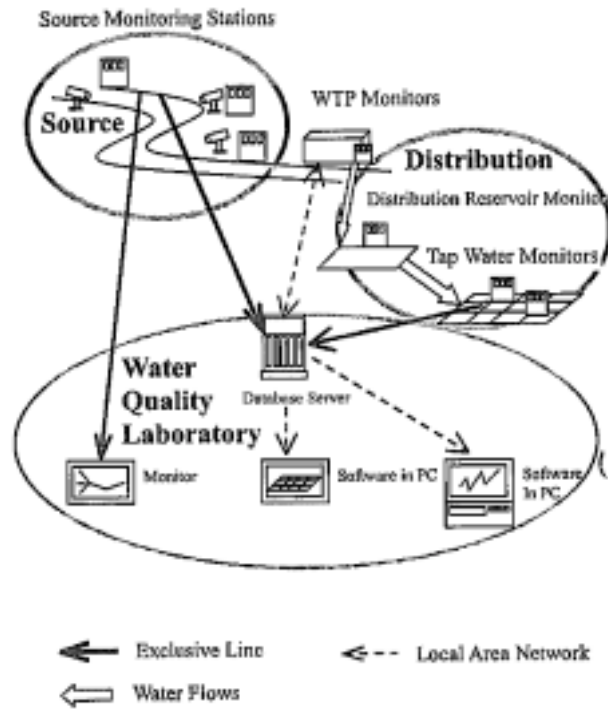 Source Monitoring Stations
WTP Monitors
Source
Distribution
Distribution Reservoir Monitor
Tap Water Monitors
Water
Quality
Laboratory
Database Server
Monitor
Software in PC
Software
In PC
Exclusive Line
Local Area Network
Water Flows